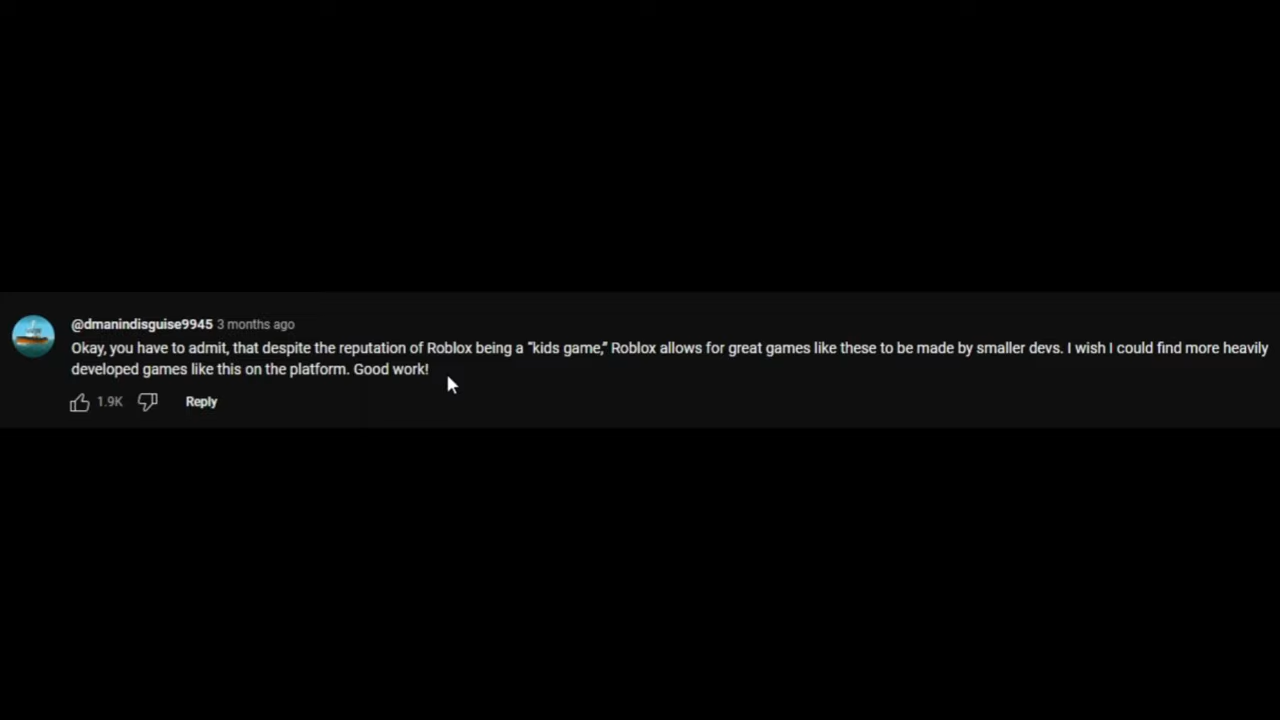 @dmanindisguise9945 3 months ago
Okay, you have to admit, that despite the reputation of Roblox being a "kids game," Roblox allows for great games like these to be made by smaller devs. I wish I could find more heavily
developed games like this on the platform. Good work!
1.9K Reply